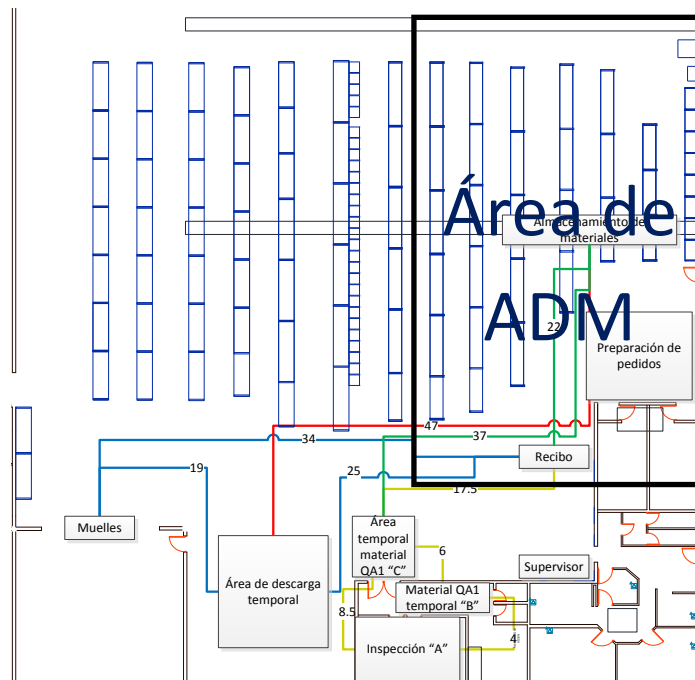 Área de
Almacenamiento de
materiales
ADM
22
Preparación de
pedidos
47
37
34
Recibo
25
19
17.5
Muelles
Área
temporal
material
QA1 “C”
6
Supervisor
Área de descarga
temporal
Material QA1
temporal “B”
8.5
4
Inspección “A”